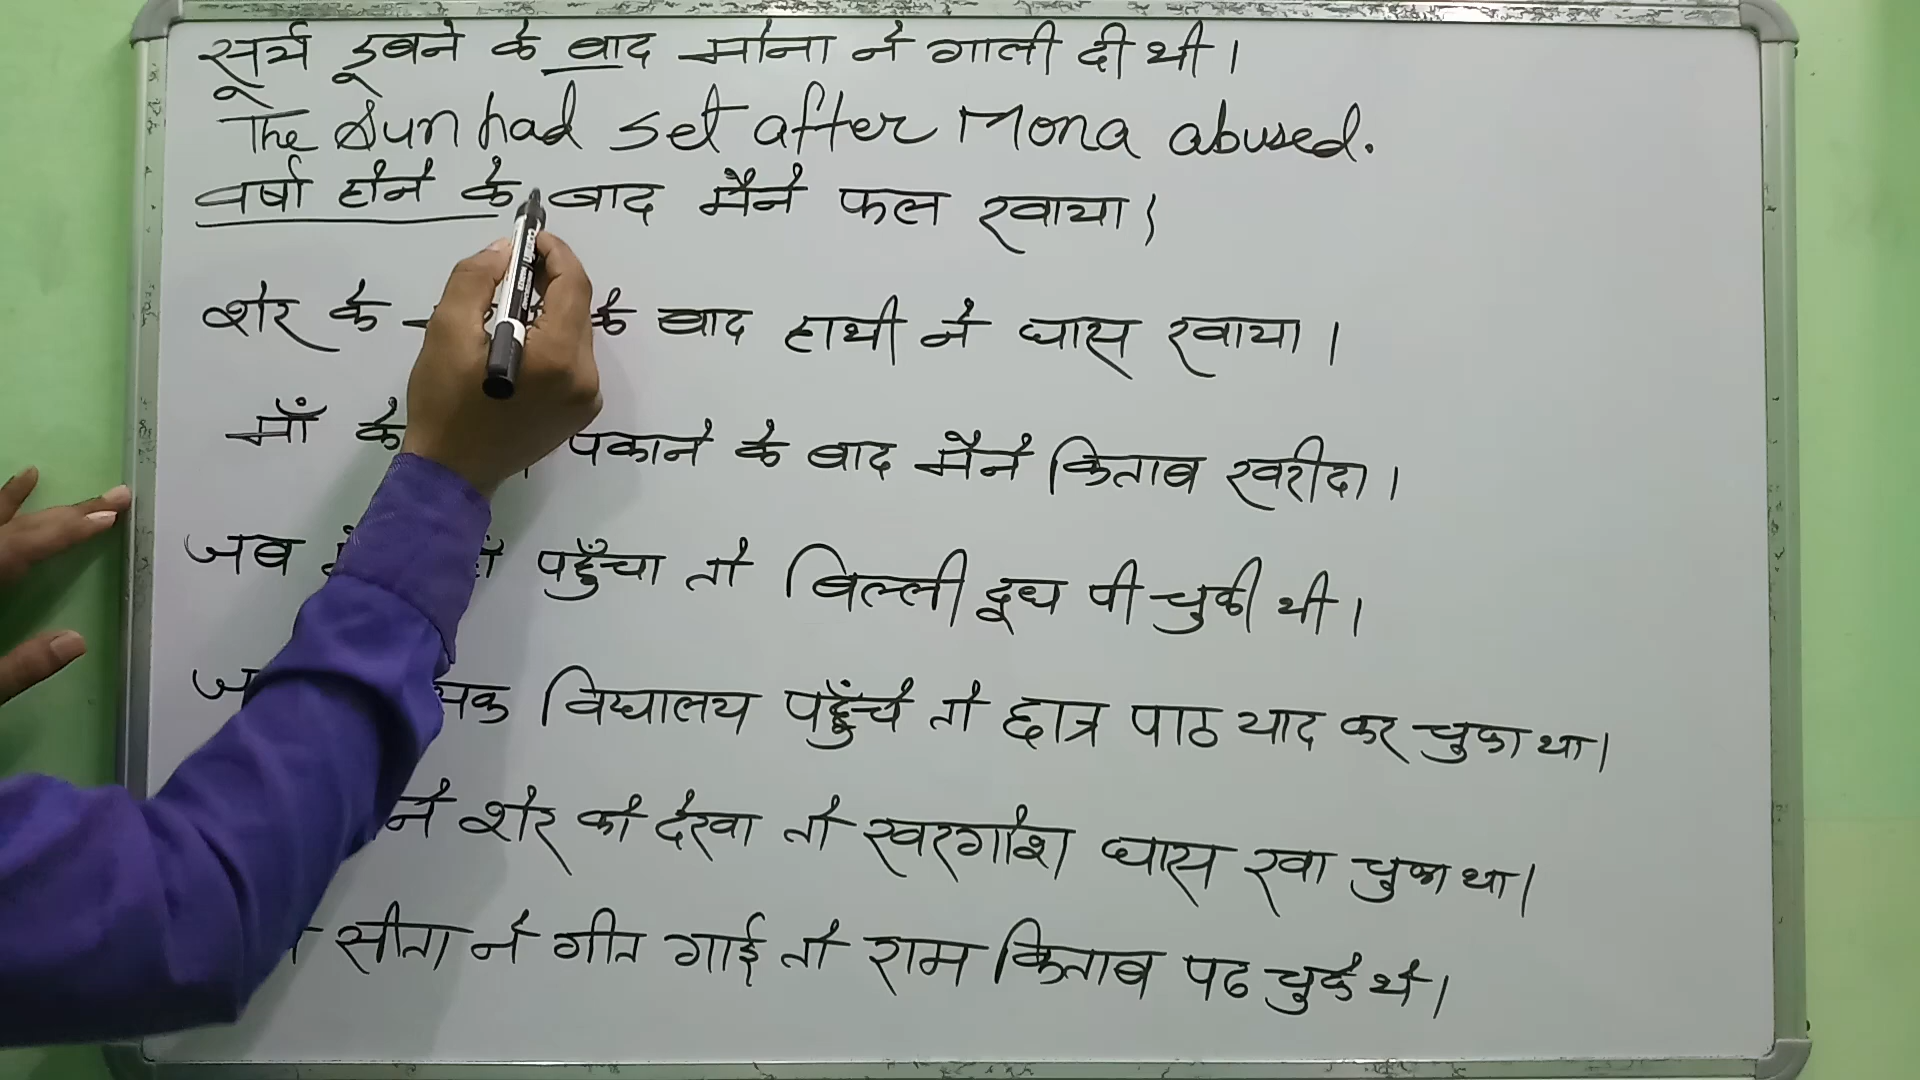 सूर्य डूबने के बाद मोना ने गाली दी थी।
The Sun had set after Mona abused.
वर्षा होने के बाद मैने फल खाया।
शेर के के बाद हाथी ने घास खाया।
माँ के पकाने के बाद मैने किताब खरीदा।
जब पहुँचा तो बिल्ली दूध पी चुकी थी।
विद्यालय पहुँचे तो छात्र पाठ याद कर चुका था।
शेर को देखा तो खरगोश घास खा चुका था।
सीता ने गीत गाई तो राम किताब पढ चुके थे।